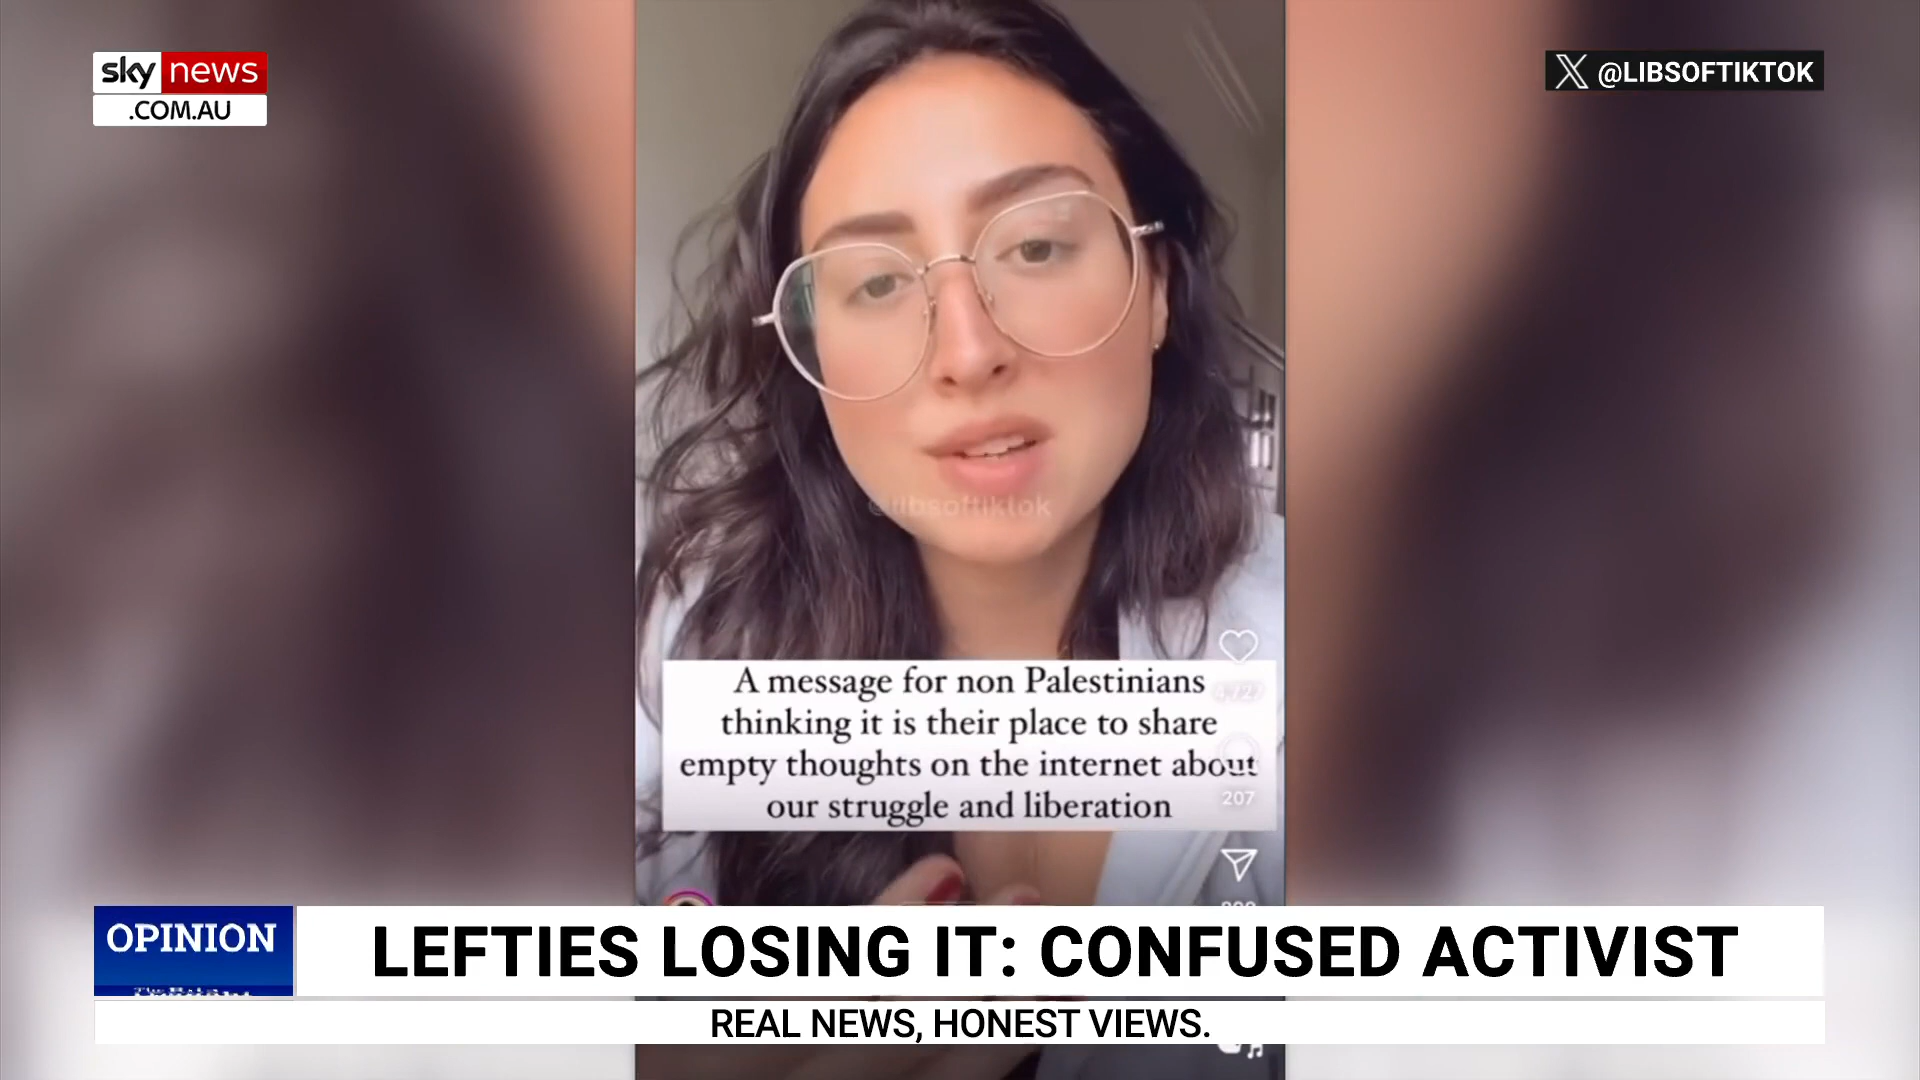 sky news
.COM.AU
X @LIBSOFTIKTOK
@libsoftiktok
A message for non Palestinians
thinking it is their place to share
empty thoughts on the internet about
our struggle and liberation
4,727
207
OPINION
LEFTIES LOSING IT: CONFUSED ACTIVIST
REAL NEWS, HONEST VIEWS.